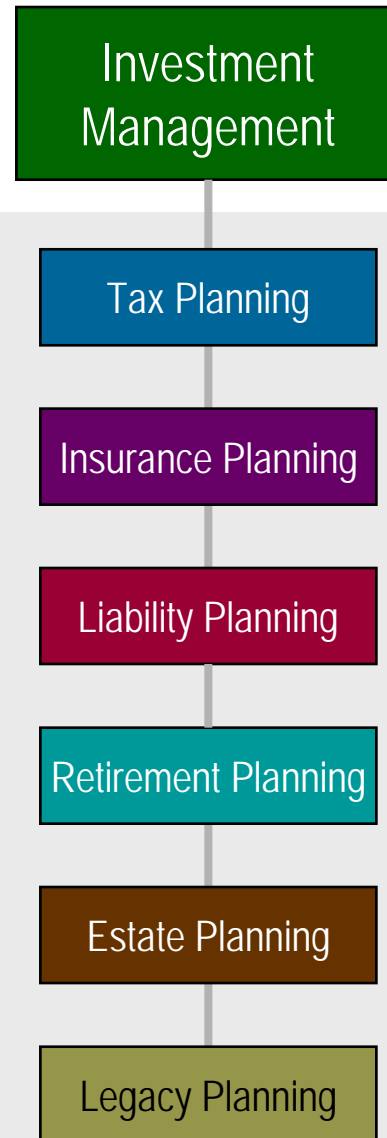 Investment
Management
Tax Planning
Insurance Planning
Liability Planning
Retirement Planning
Estate Planning
Legacy Planning